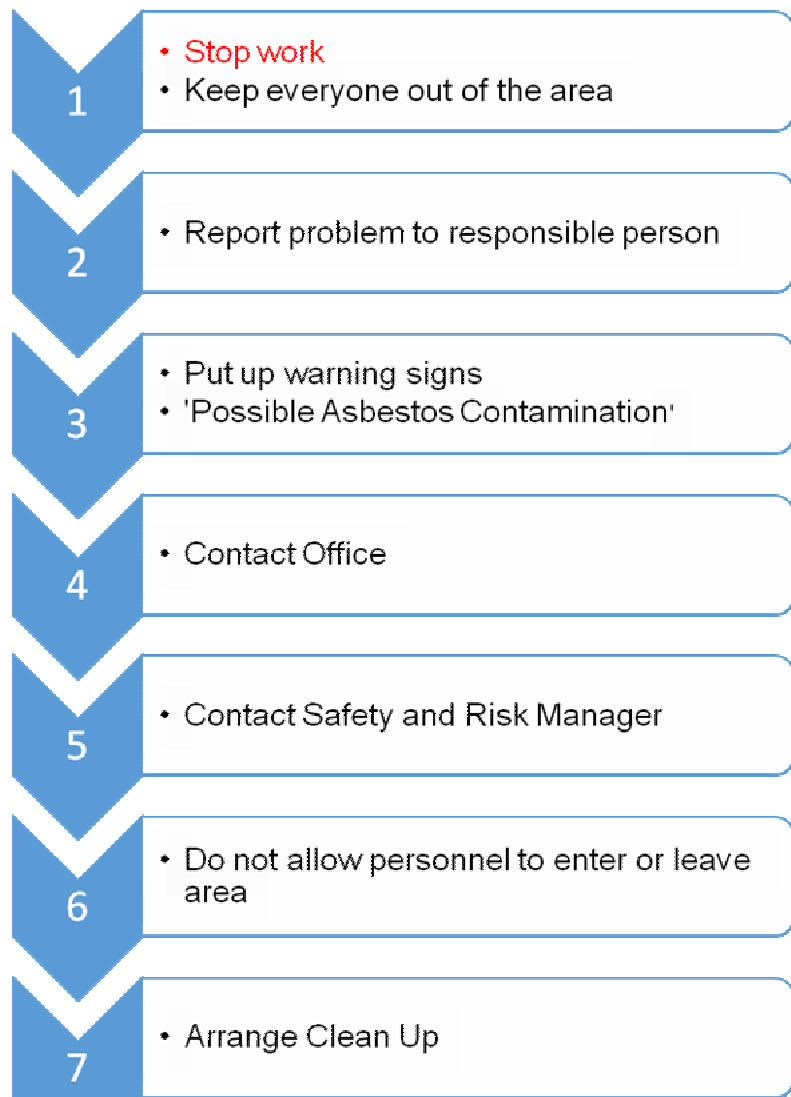 1
• Stop work
• Keep everyone out of the area
2
• Report problem to responsible person
3
• Put up warning signs
• 'Possible Asbestos Contamination'
4
• Contact Office
5
• Contact Safety and Risk Manager
6
• Do not allow personnel to enter or leave
area
7
• Arrange Clean Up